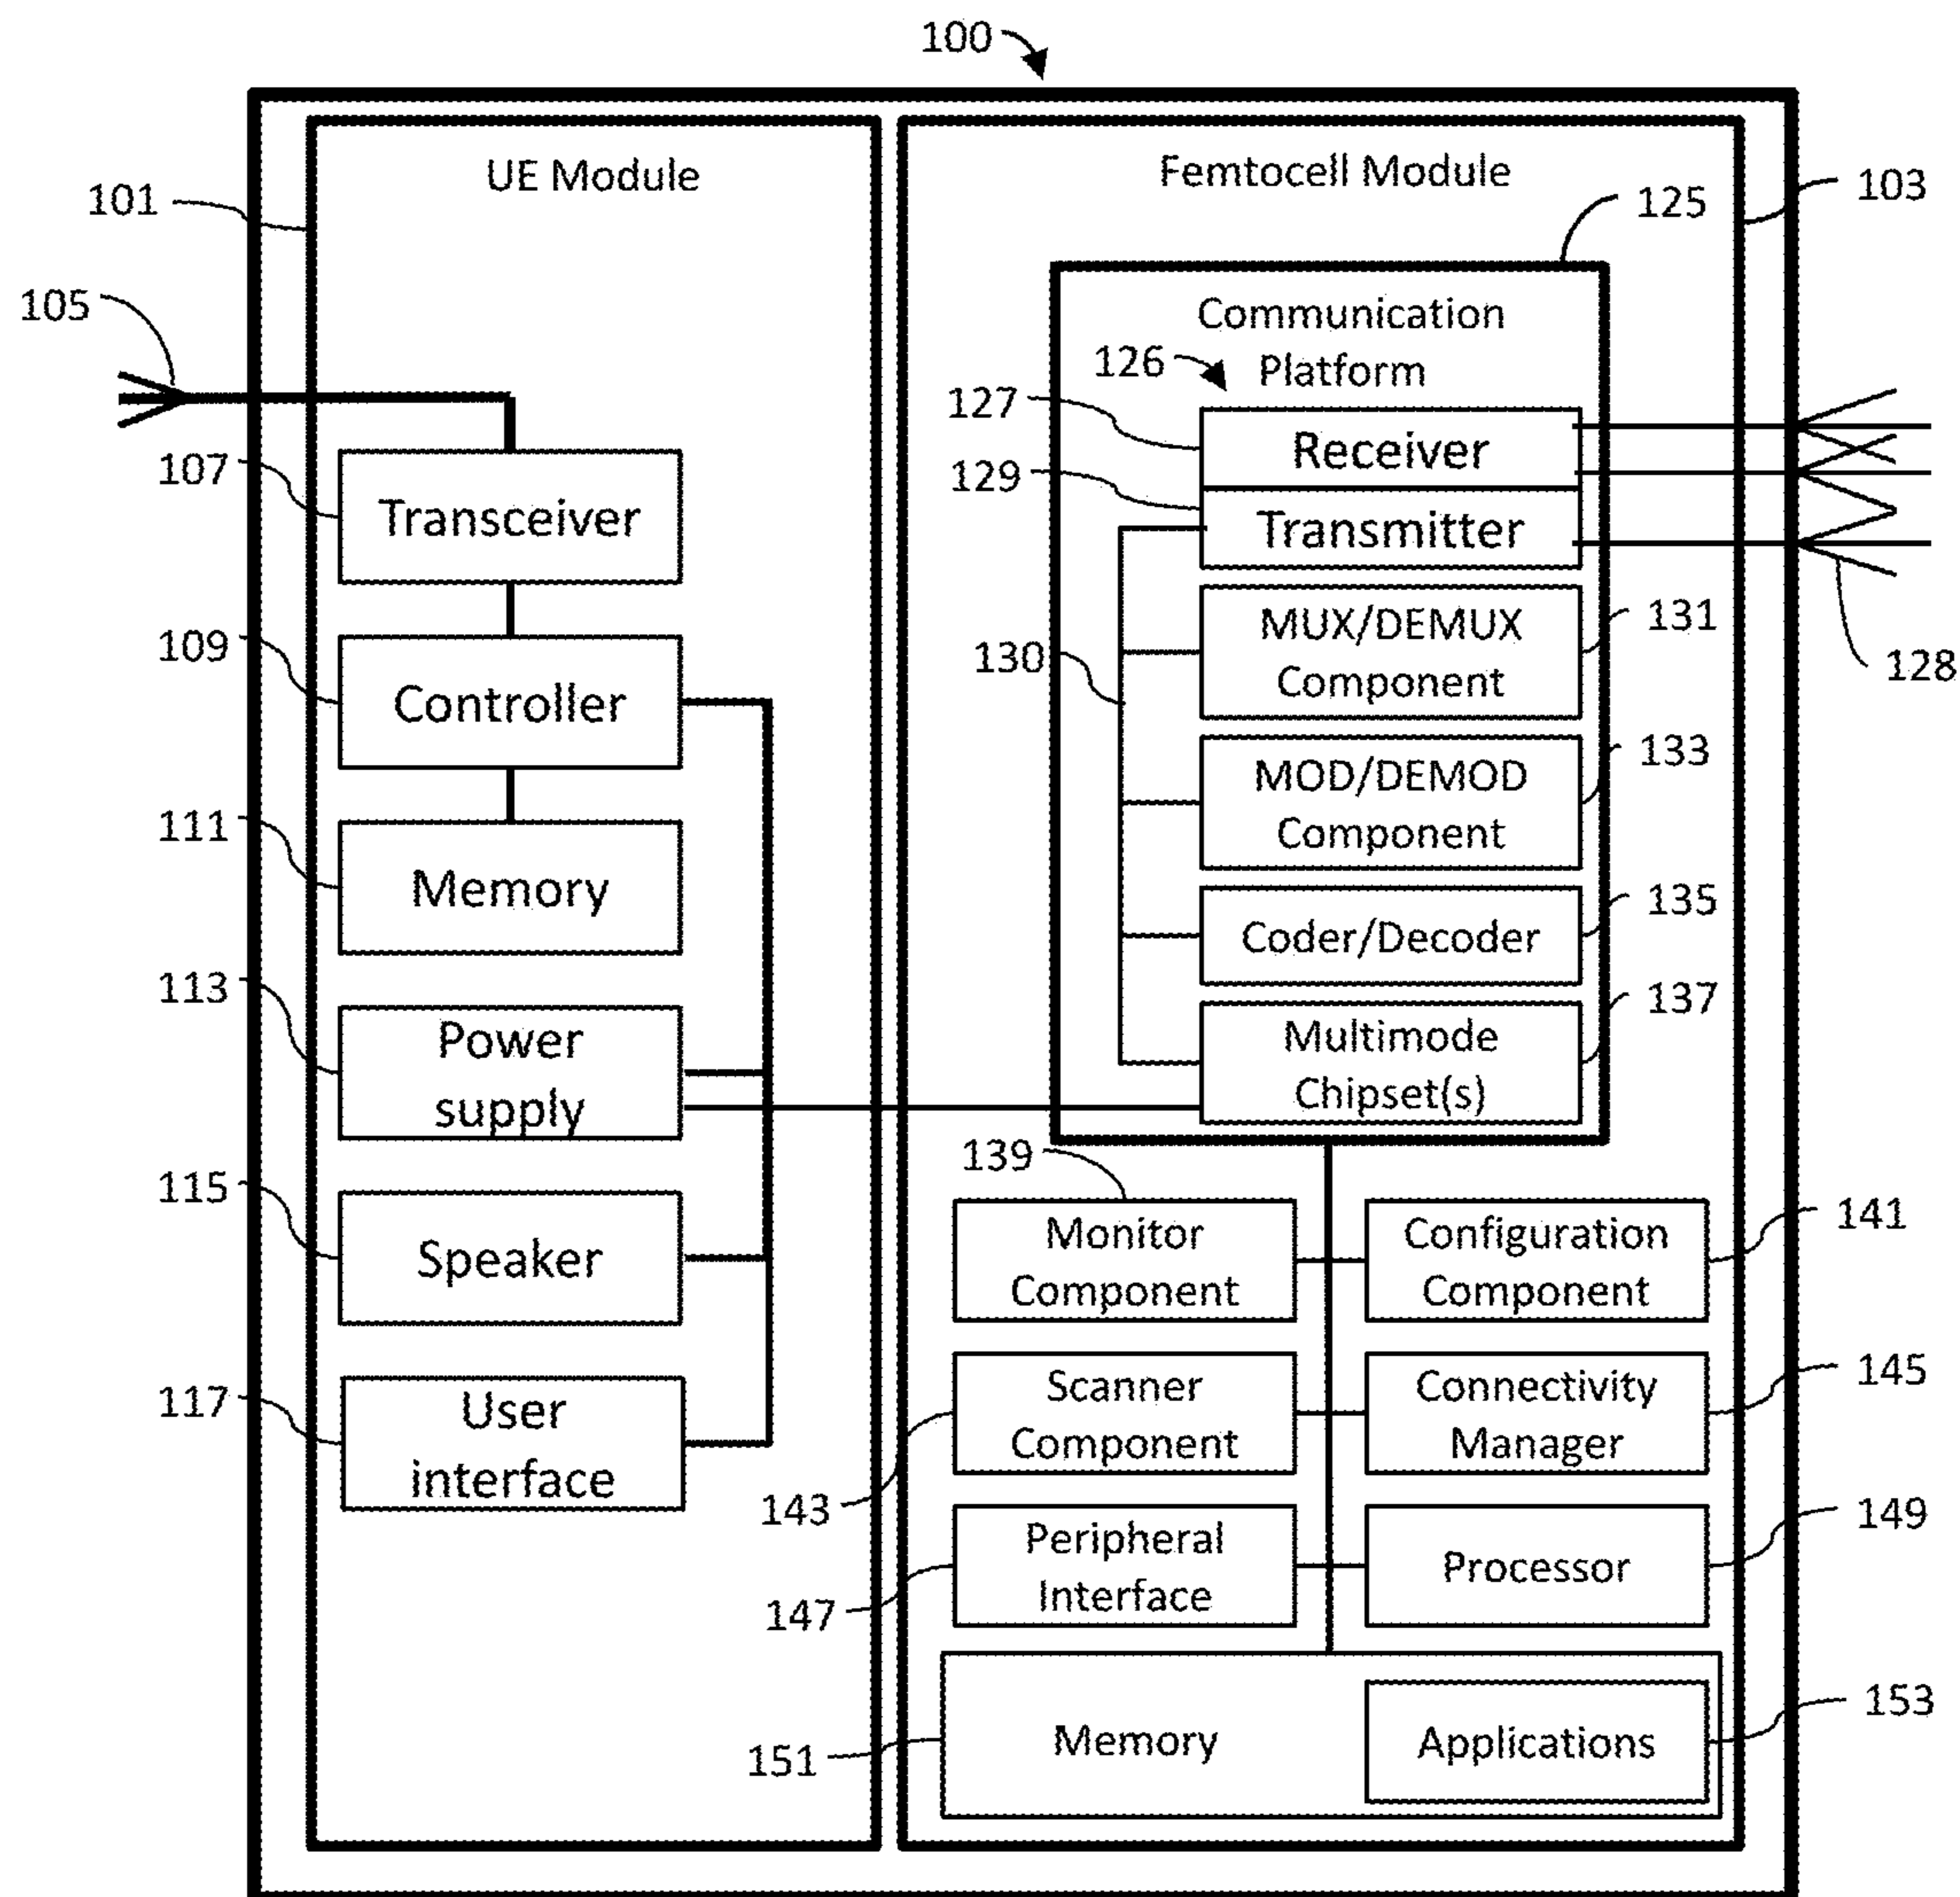 100
UE Module
Femtocell Module
101
103
125
105
Communication
Platform
126
127
Receiver
129
Transmitter
107
Transceiver
128
130
MUX/DEMUX
Component
131
109
Controller
MOD/DEMOD
Component
133
111
Memory
Coder/Decoder
135
113
Power
supply
Multimode
Chipset(s)
137
139
Monitor
Component
Configuration
Component
141
115
Speaker
Scanner
Component
143
Connectivity
Manager
145
117
User
interface
Peripheral
Interface
147
Processor
149
Memory
151
Applications
153